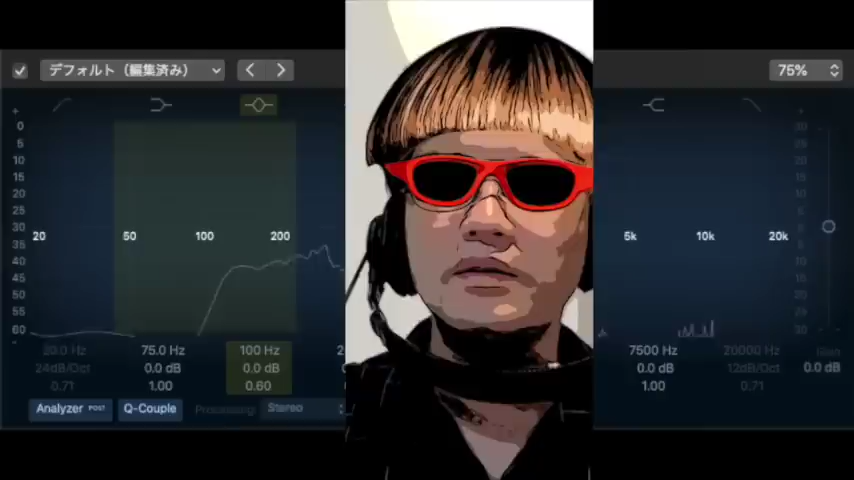 デフォルト（編集済み）
75%
+
0
5
10
15
20
25
30
35
40
45
50
55
60
-
20 50 100 200 5k 10k 20k
20.0 Hz 75.0 Hz 100 Hz 2 7500 Hz 20000 Hz
24dB/Oct 0.0 dB 0.0 dB 0.0 dB 12dB/Oct 0.0 dB
0.71 1.00 0.60 1.00 0.71
Analyzer POST Q-Couple Processing: Stereo